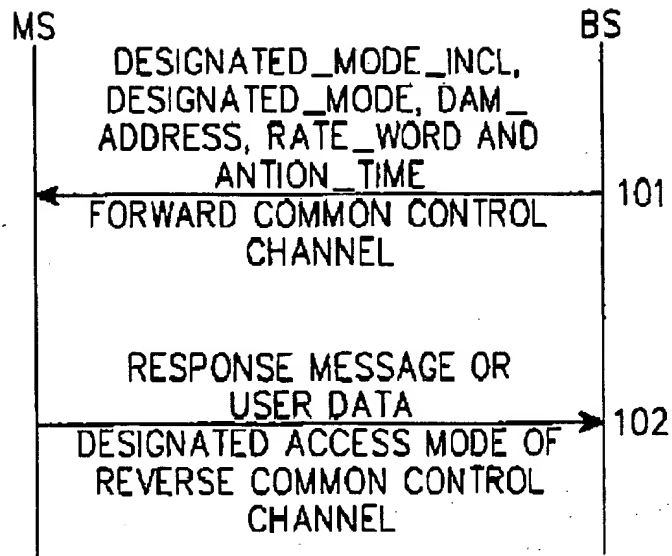 MS
BS
DESIGNATED_MODE_INCL,
DESIGNATED_MODE, DAM_
ADDRESS, RATE_WORD AND
ANTION_TIME
101
FORWARD COMMON CONTROL
CHANNEL
RESPONSE MESSAGE OR
USER DATA
102
DESIGNATED ACCESS MODE OF
REVERSE COMMON CONTROL
CHANNEL